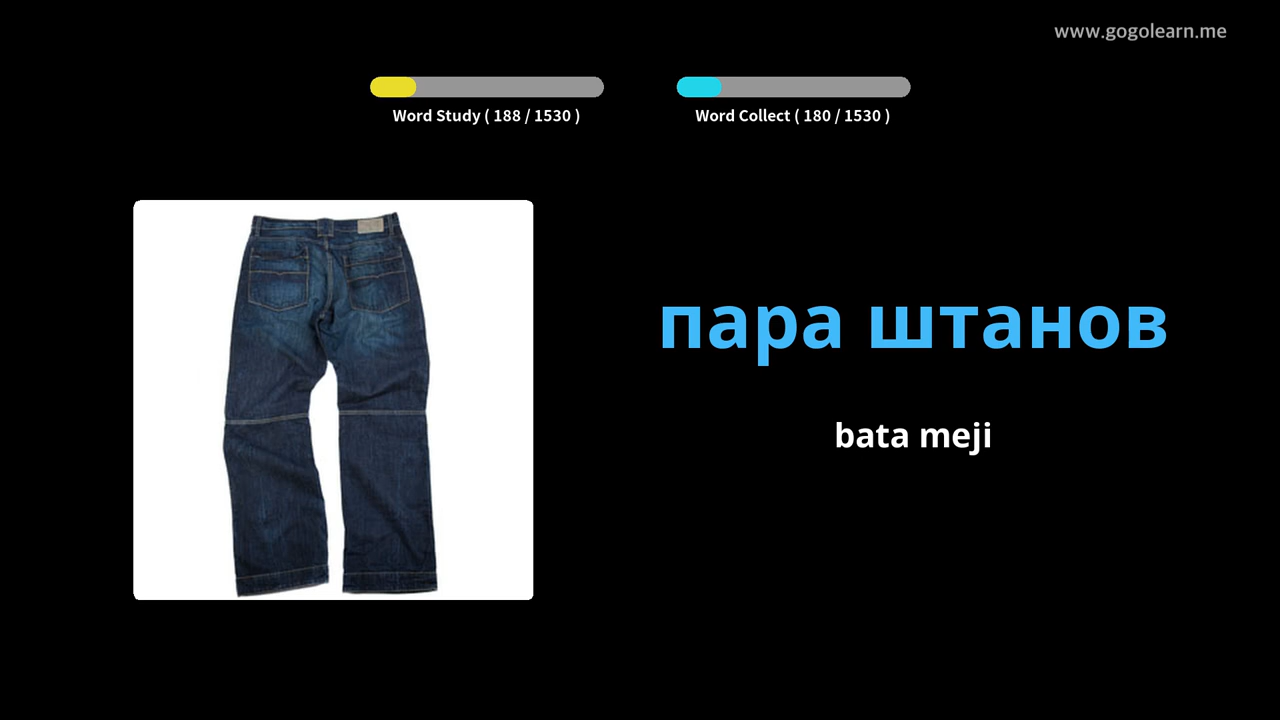 www.gogolearn.me
Word Study ( 188 / 1530 )
Word Collect ( 180 / 1530 )
пара штанов
bata meji